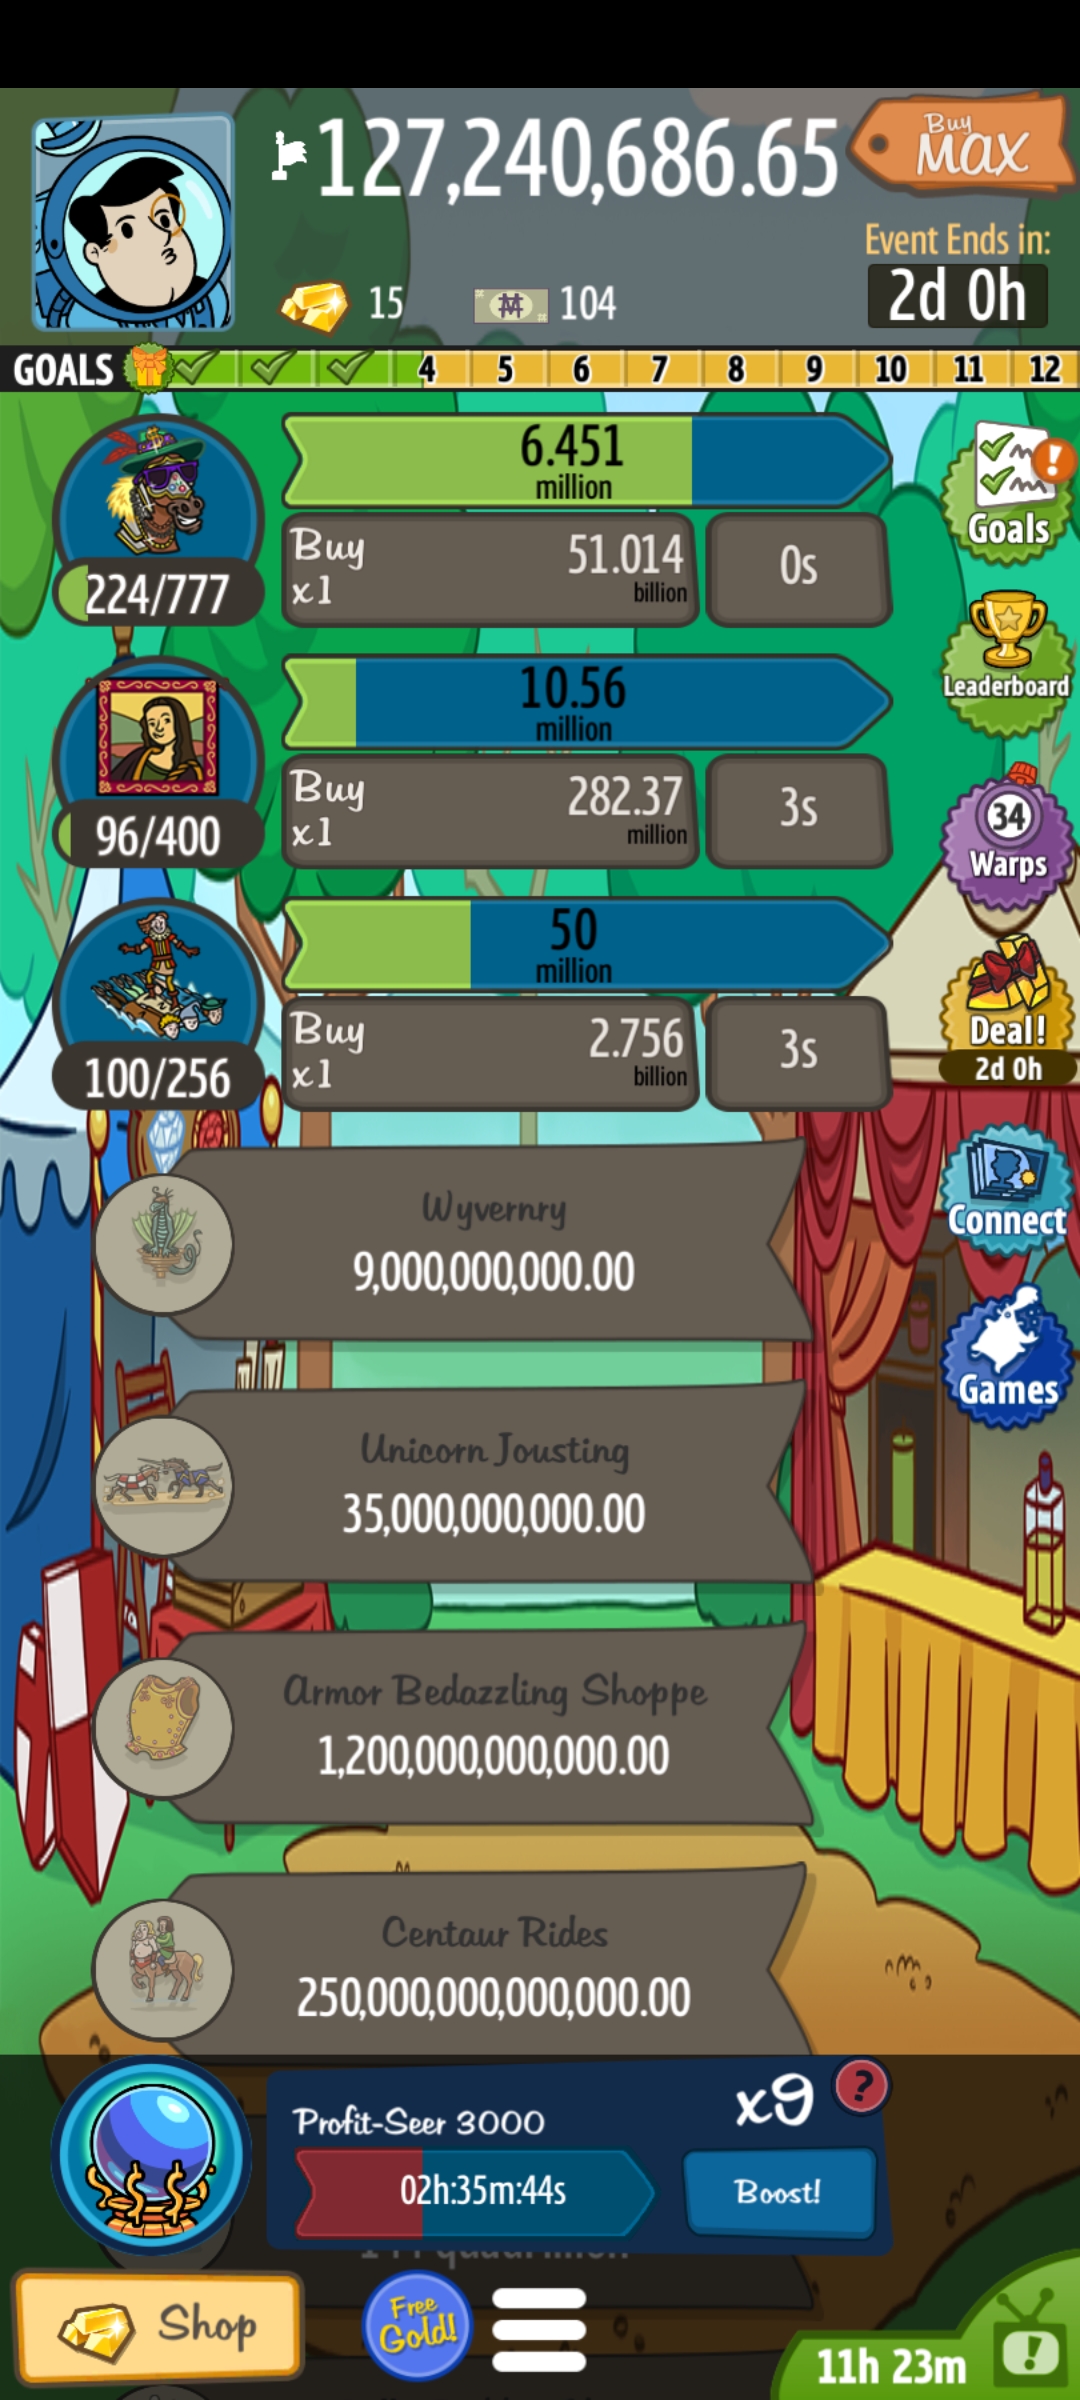 127,240,686.65
Buy
MAX
Event Ends in:
2d 0h
15
104
GOALS
4
5
6
7
8
9
10
11
12
6.451
million
Buy
x1
51.014
billion
0s
224/777
Goals
Leaderboard
10.56
million
Buy
x1
282.37
million
3s
96/400
34
Warps
50
million
Buy
x1
2.756
billion
3s
100/256
Deal!
2d 0h
Wyvernry
9,000,000,000.00
Connect
Games
Unicorn Jousting
35,000,000,000.00
Armor Bedazzling Shoppe
1,200,000,000,000.00
Centaur Rides
250,000,000,000,000.00
Profit-Seer 3000
x9
?
02h:35m:44s
Boost!
Shop
Free
Gold!
11h 23m
!